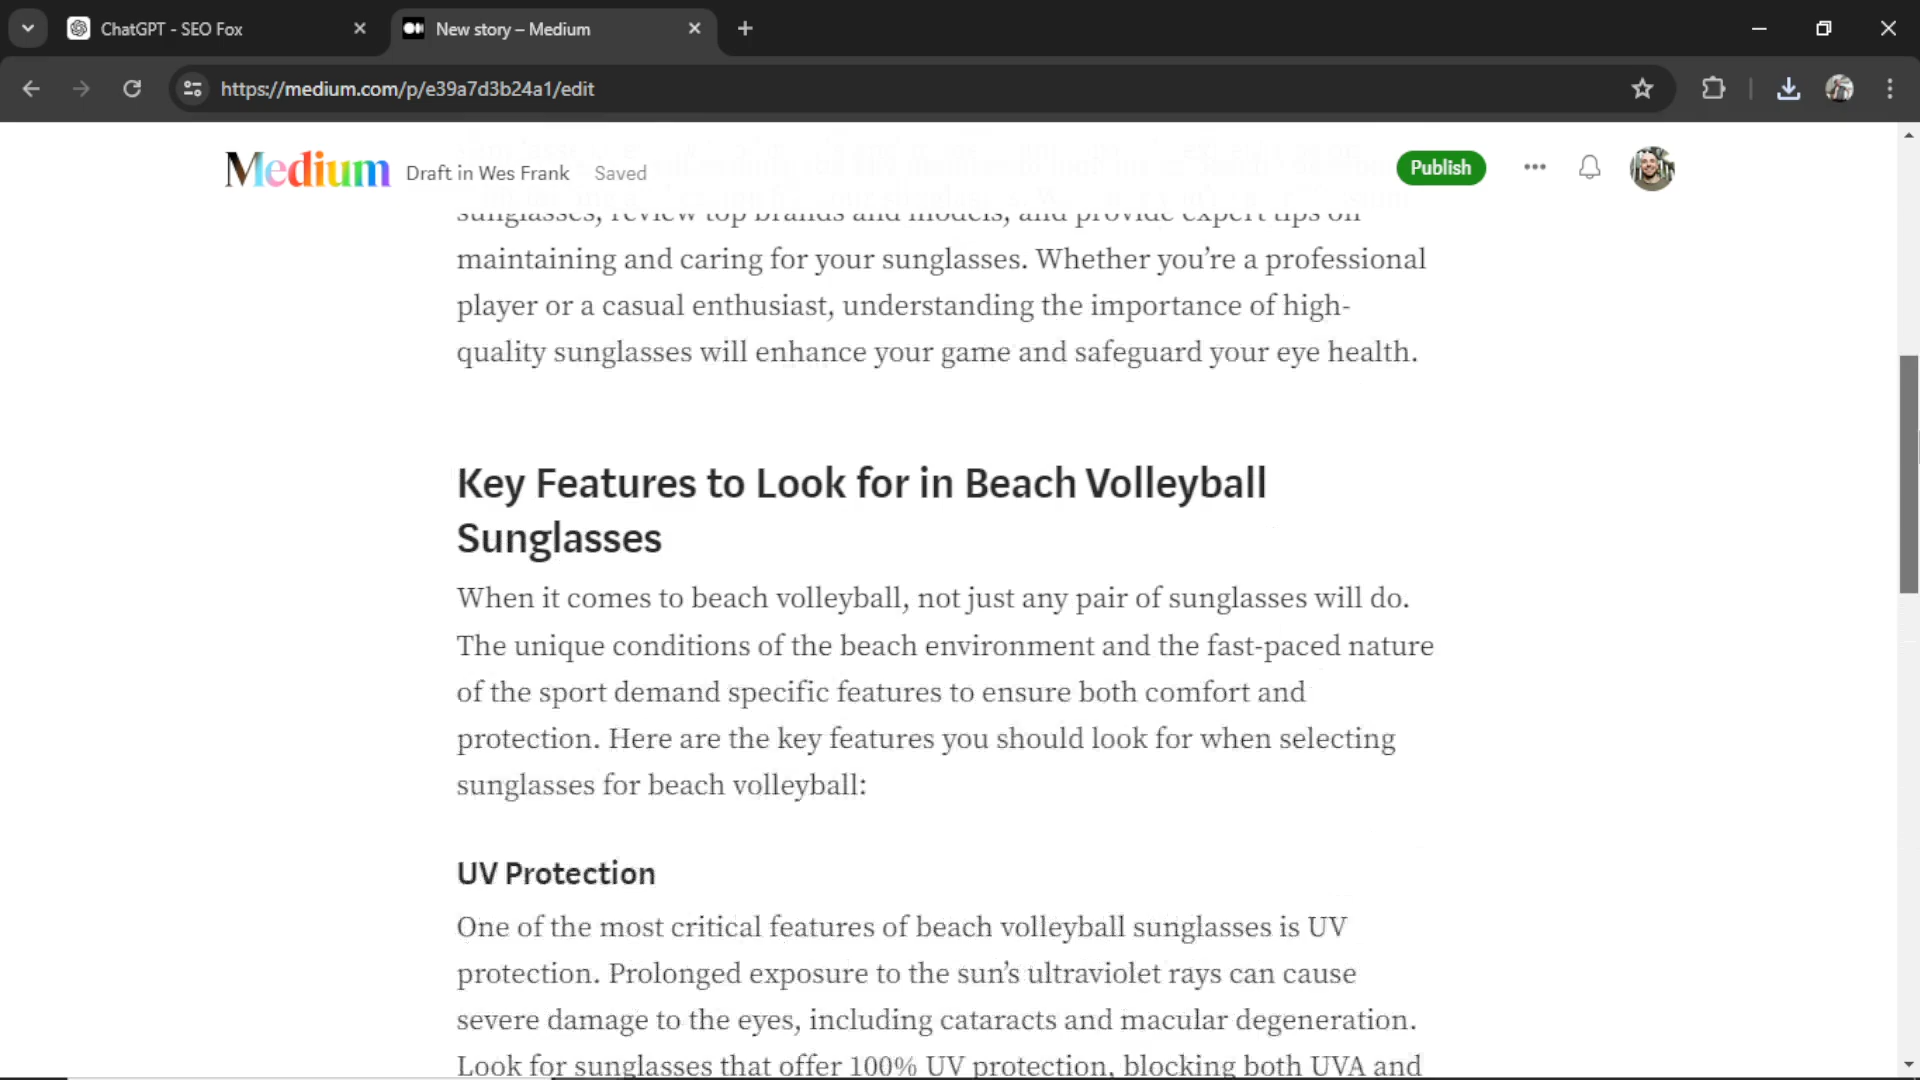 ChatGPT - SEO Fox
New story – Medium
https://medium.com/p/e39a7d3b24a1/edit
Medium Draft in Wes Frank Saved
Publish
sunglasses, review top brands and models, and provide expert tips on
maintaining and caring for your sunglasses. Whether you’re a professional
player or a casual enthusiast, understanding the importance of high-
quality sunglasses will enhance your game and safeguard your eye health.
Key Features to Look for in Beach Volleyball
Sunglasses
When it comes to beach volleyball, not just any pair of sunglasses will do.
The unique conditions of the beach environment and the fast-paced nature
of the sport demand specific features to ensure both comfort and
protection. Here are the key features you should look for when selecting
sunglasses for beach volleyball:
UV Protection
One of the most critical features of beach volleyball sunglasses is UV
protection. Prolonged exposure to the sun’s ultraviolet rays can cause
severe damage to the eyes, including cataracts and macular degeneration.
Look for sunglasses that offer 100% UV protection, blocking both UVA and